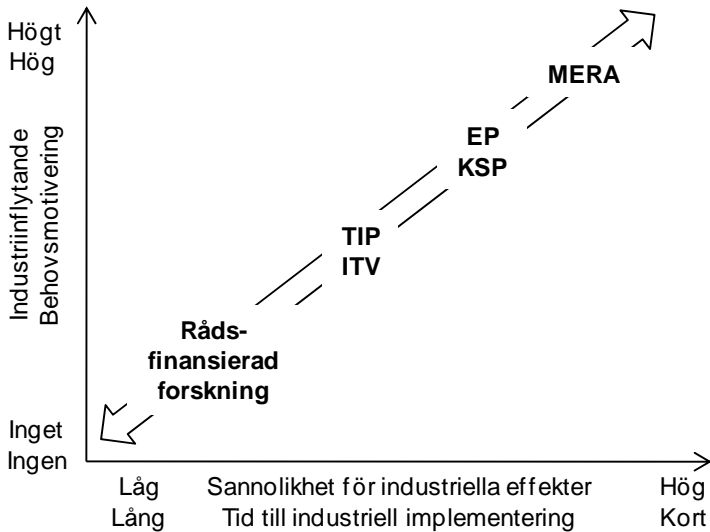 Högt
Hög
MERA
EP
KSP
Industriinflytande
Behovsmotivering
TIP
ITV
Råds-
finansierad
forskning
Inget
Ingen
Låg Sannolikhet för industriella effekter Hög
Lång Tid till industriell implementering Kort